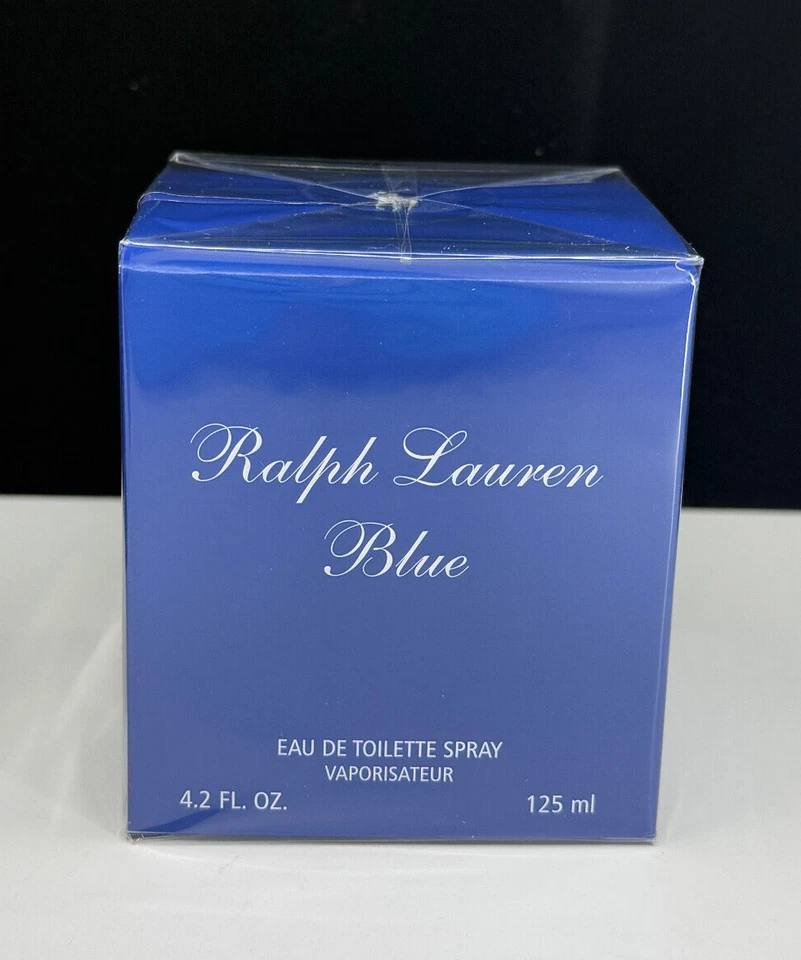 Ralph Lauren
Blue
EAU DE TOILETTE SPRAY
VAPORISATEUR
4.2 FL. OZ. 125 ml